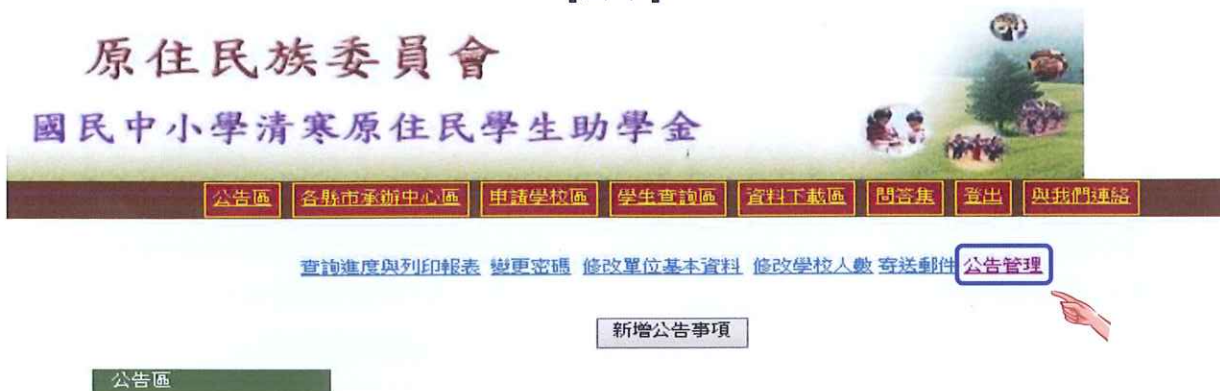 原住民族委員會
國民中小學清寒原住民學生助學金
公告區 各縣市承辦中心區 申請學校區 學生查詢區 資料下載區 問答集 登出 與我們連絡
查詢進度與列印報表 變更密碼 修改單位基本資料 修改學校人數 寄送郵件 公告管理
新增公告事項
公告區